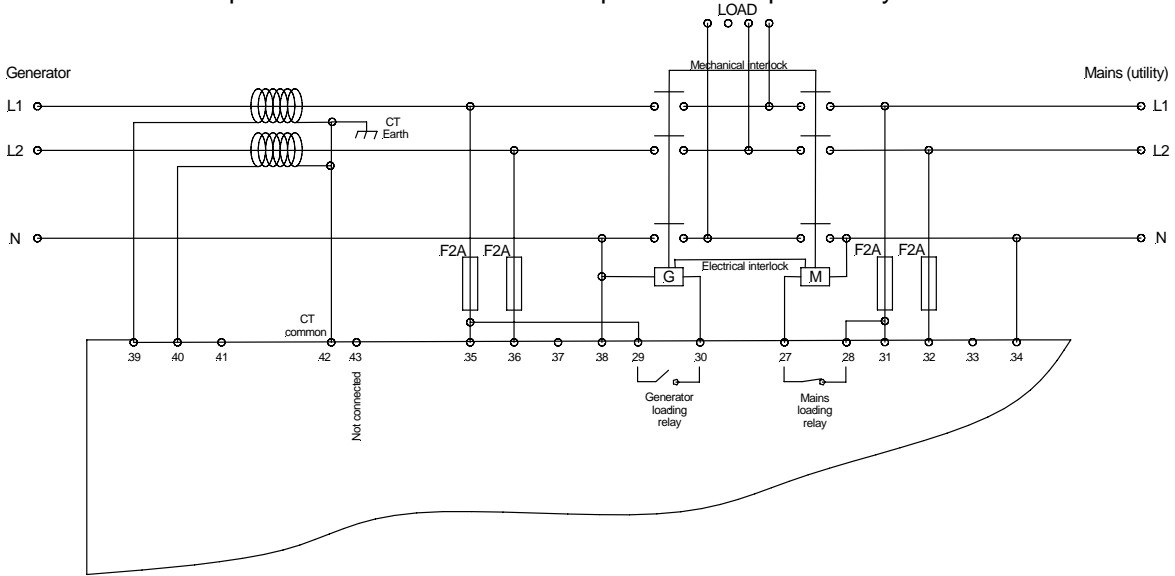 LOAD
Mechanical interlock
Generator
Mains (utility)
L1
L1
CT
Earth
L2
L2
N
N
F2A
F2A
F2A
F2A
Electrical interlock
G
M
CT
common
39
40
41
42
43
35
36
37
38
29
30
27
28
31
32
33
34
Not connected
Generator
loading
relay
Mains
loading
relay